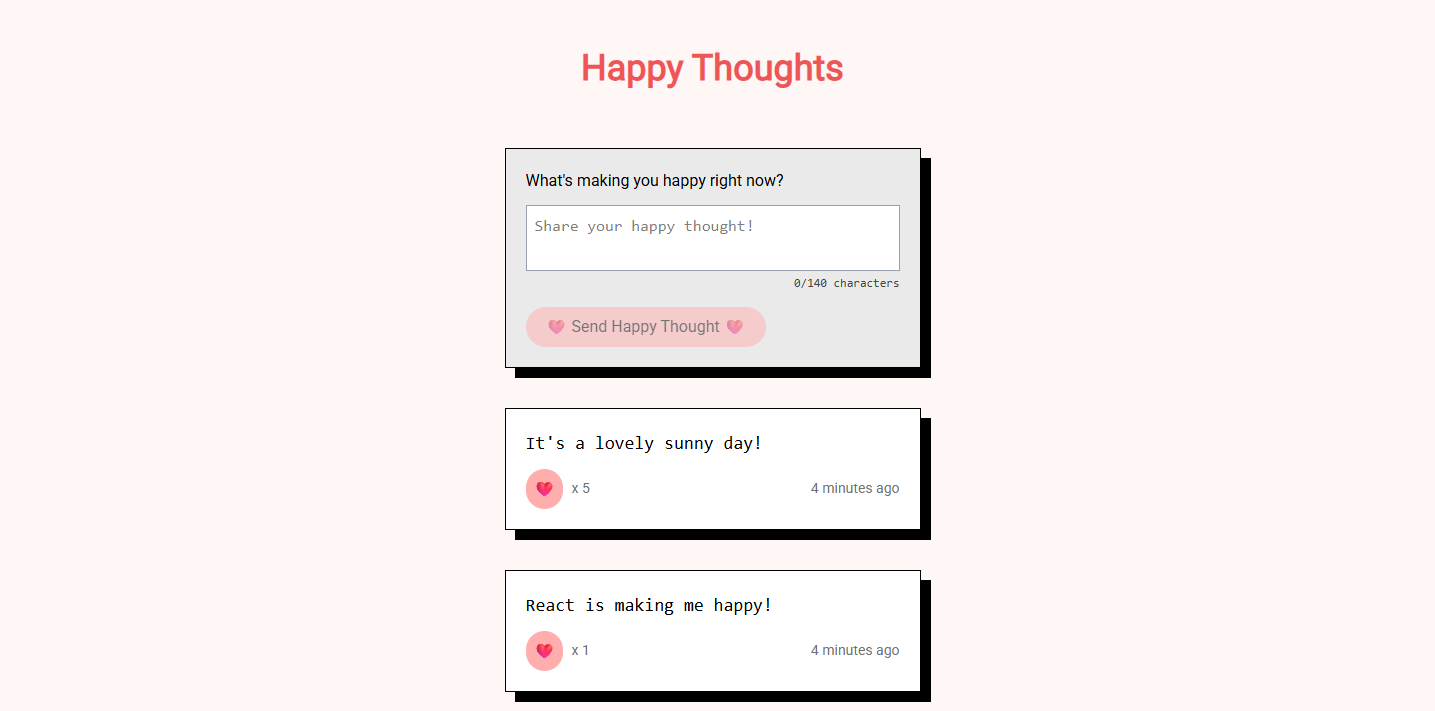 Happy Thoughts
What's making you happy right now?
Share your happy thought!
0/140 characters
Send Happy Thought
It's a lovely sunny day!
x 5 4 minutes ago
React is making me happy!
x 1 4 minutes ago